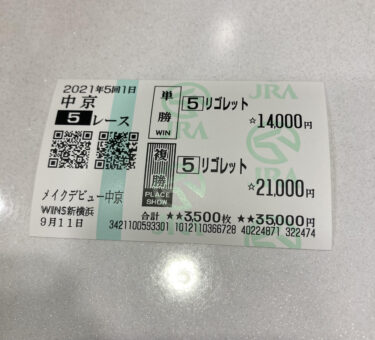 2021年5回1日
中京
5レース
メイクデビュー中京
WINS新横浜
9月11日
単勝
WIN
5リゴレット
☆14,000円
複勝
PLACE
SHOW
5リゴレット
☆21,000円
合計 ★★3,500枚 ★★35,000円
3421100593301 1012110366728 40224871 322474
JRA
JRA
JRA
JRA